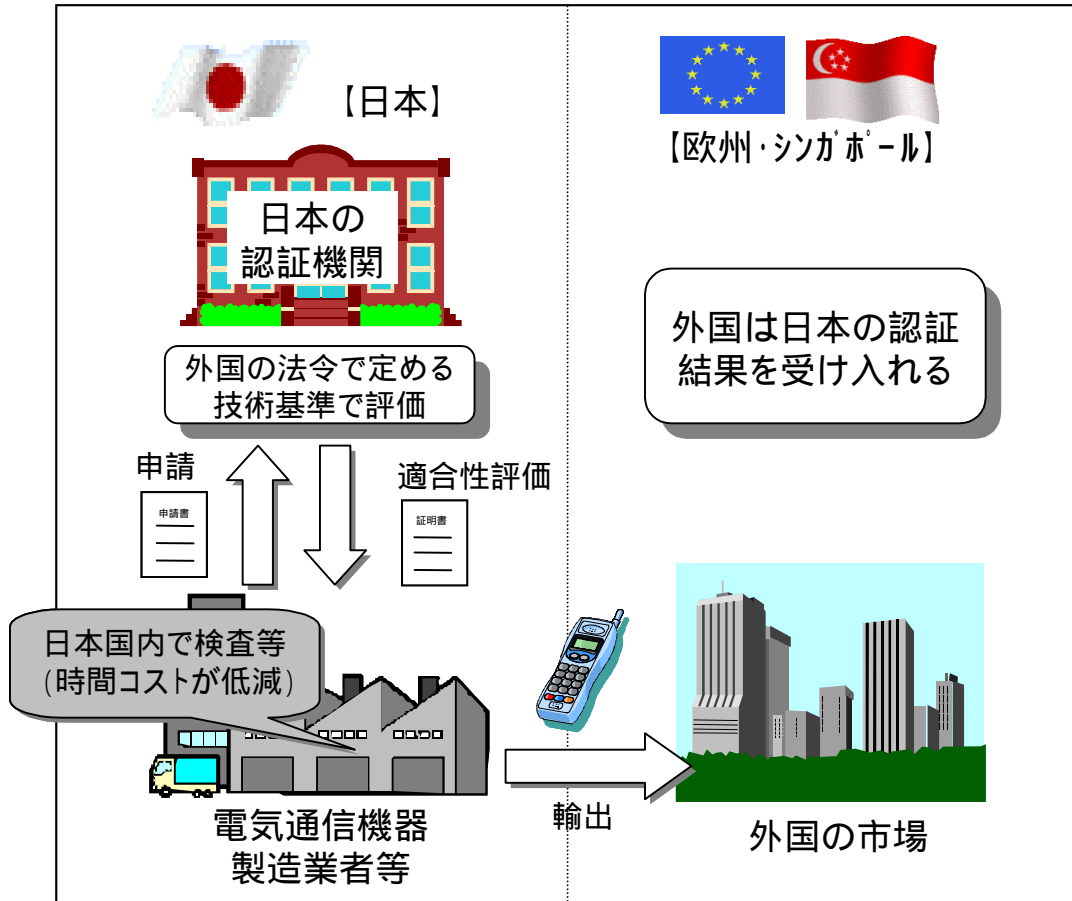 【日本】
【欧州・ｼﾝｶﾞﾎﾟｰﾙ】
日本の
認証機関
外国は日本の認証
結果を受け入れる
外国の法令で定める
技術基準で評価
申請
適合性評価
申請書
証明書
日本国内で検査等
(時間コストが低減)
輸出
電気通信機器
製造業者等
外国の市場